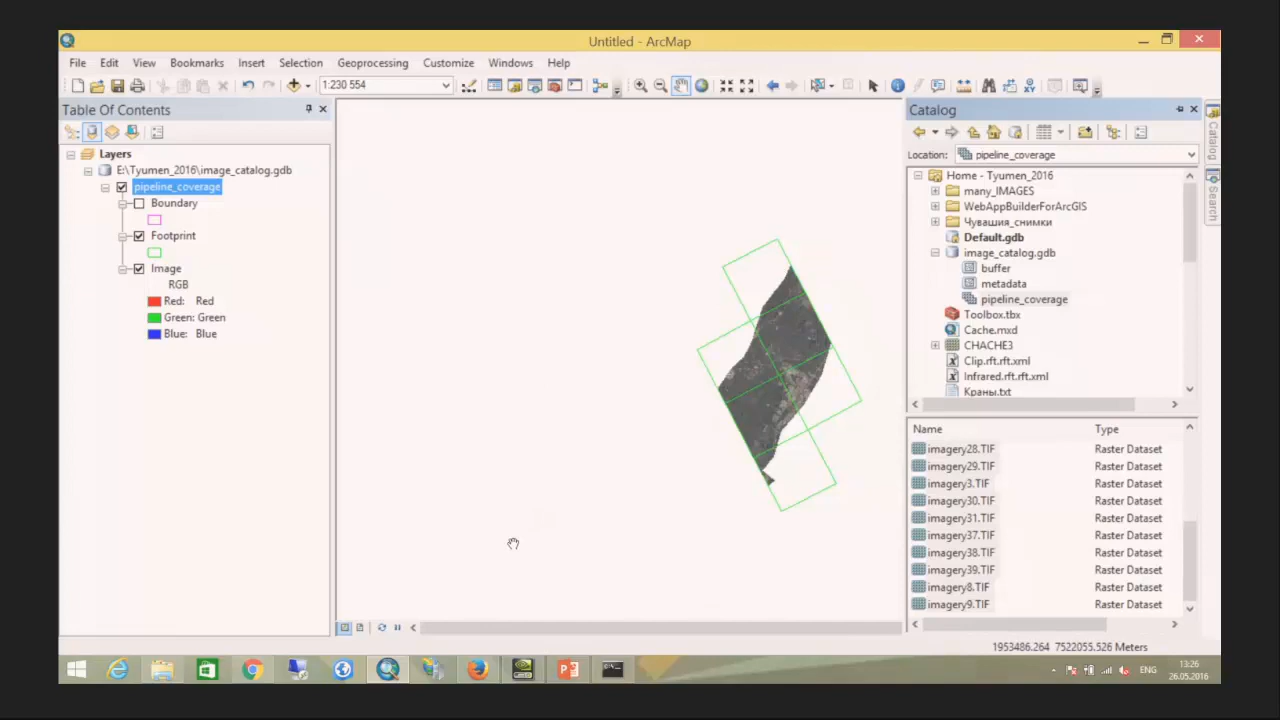 Untitled - ArcMap
File Edit View Bookmarks Insert Selection Geoprocessing Customize Windows Help
1:230 554
Table Of Contents
Layers
E:\Tyumen_2016\image_catalog.gdb
pipeline_coverage
Boundary
Footprint
Image
RGB
Red: Red
Green: Green
Blue: Blue
Catalog
Location: pipeline_coverage
Home - Tyumen_2016
many_IMAGES
WebAppBuilderForArcGIS
Чувашия_снимки
Default.gdb
image_catalog.gdb
buffer
metadata
pipeline_coverage
Toolbox.tbx
Cache.mxd
CHACHE3
Clip.rft.rft.xml
Infrared.rft.rft.xml
Краны.txt
Name Type
imagery28.TIF Raster Dataset
imagery29.TIF Raster Dataset
imagery3.TIF Raster Dataset
imagery30.TIF Raster Dataset
imagery31.TIF Raster Dataset
imagery37.TIF Raster Dataset
imagery38.TIF Raster Dataset
imagery39.TIF Raster Dataset
imagery8.TIF Raster Dataset
imagery9.TIF Raster Dataset
Catalog
Search
1953486.264 7522055.526 Meters
ENG
13:26
26.05.2016